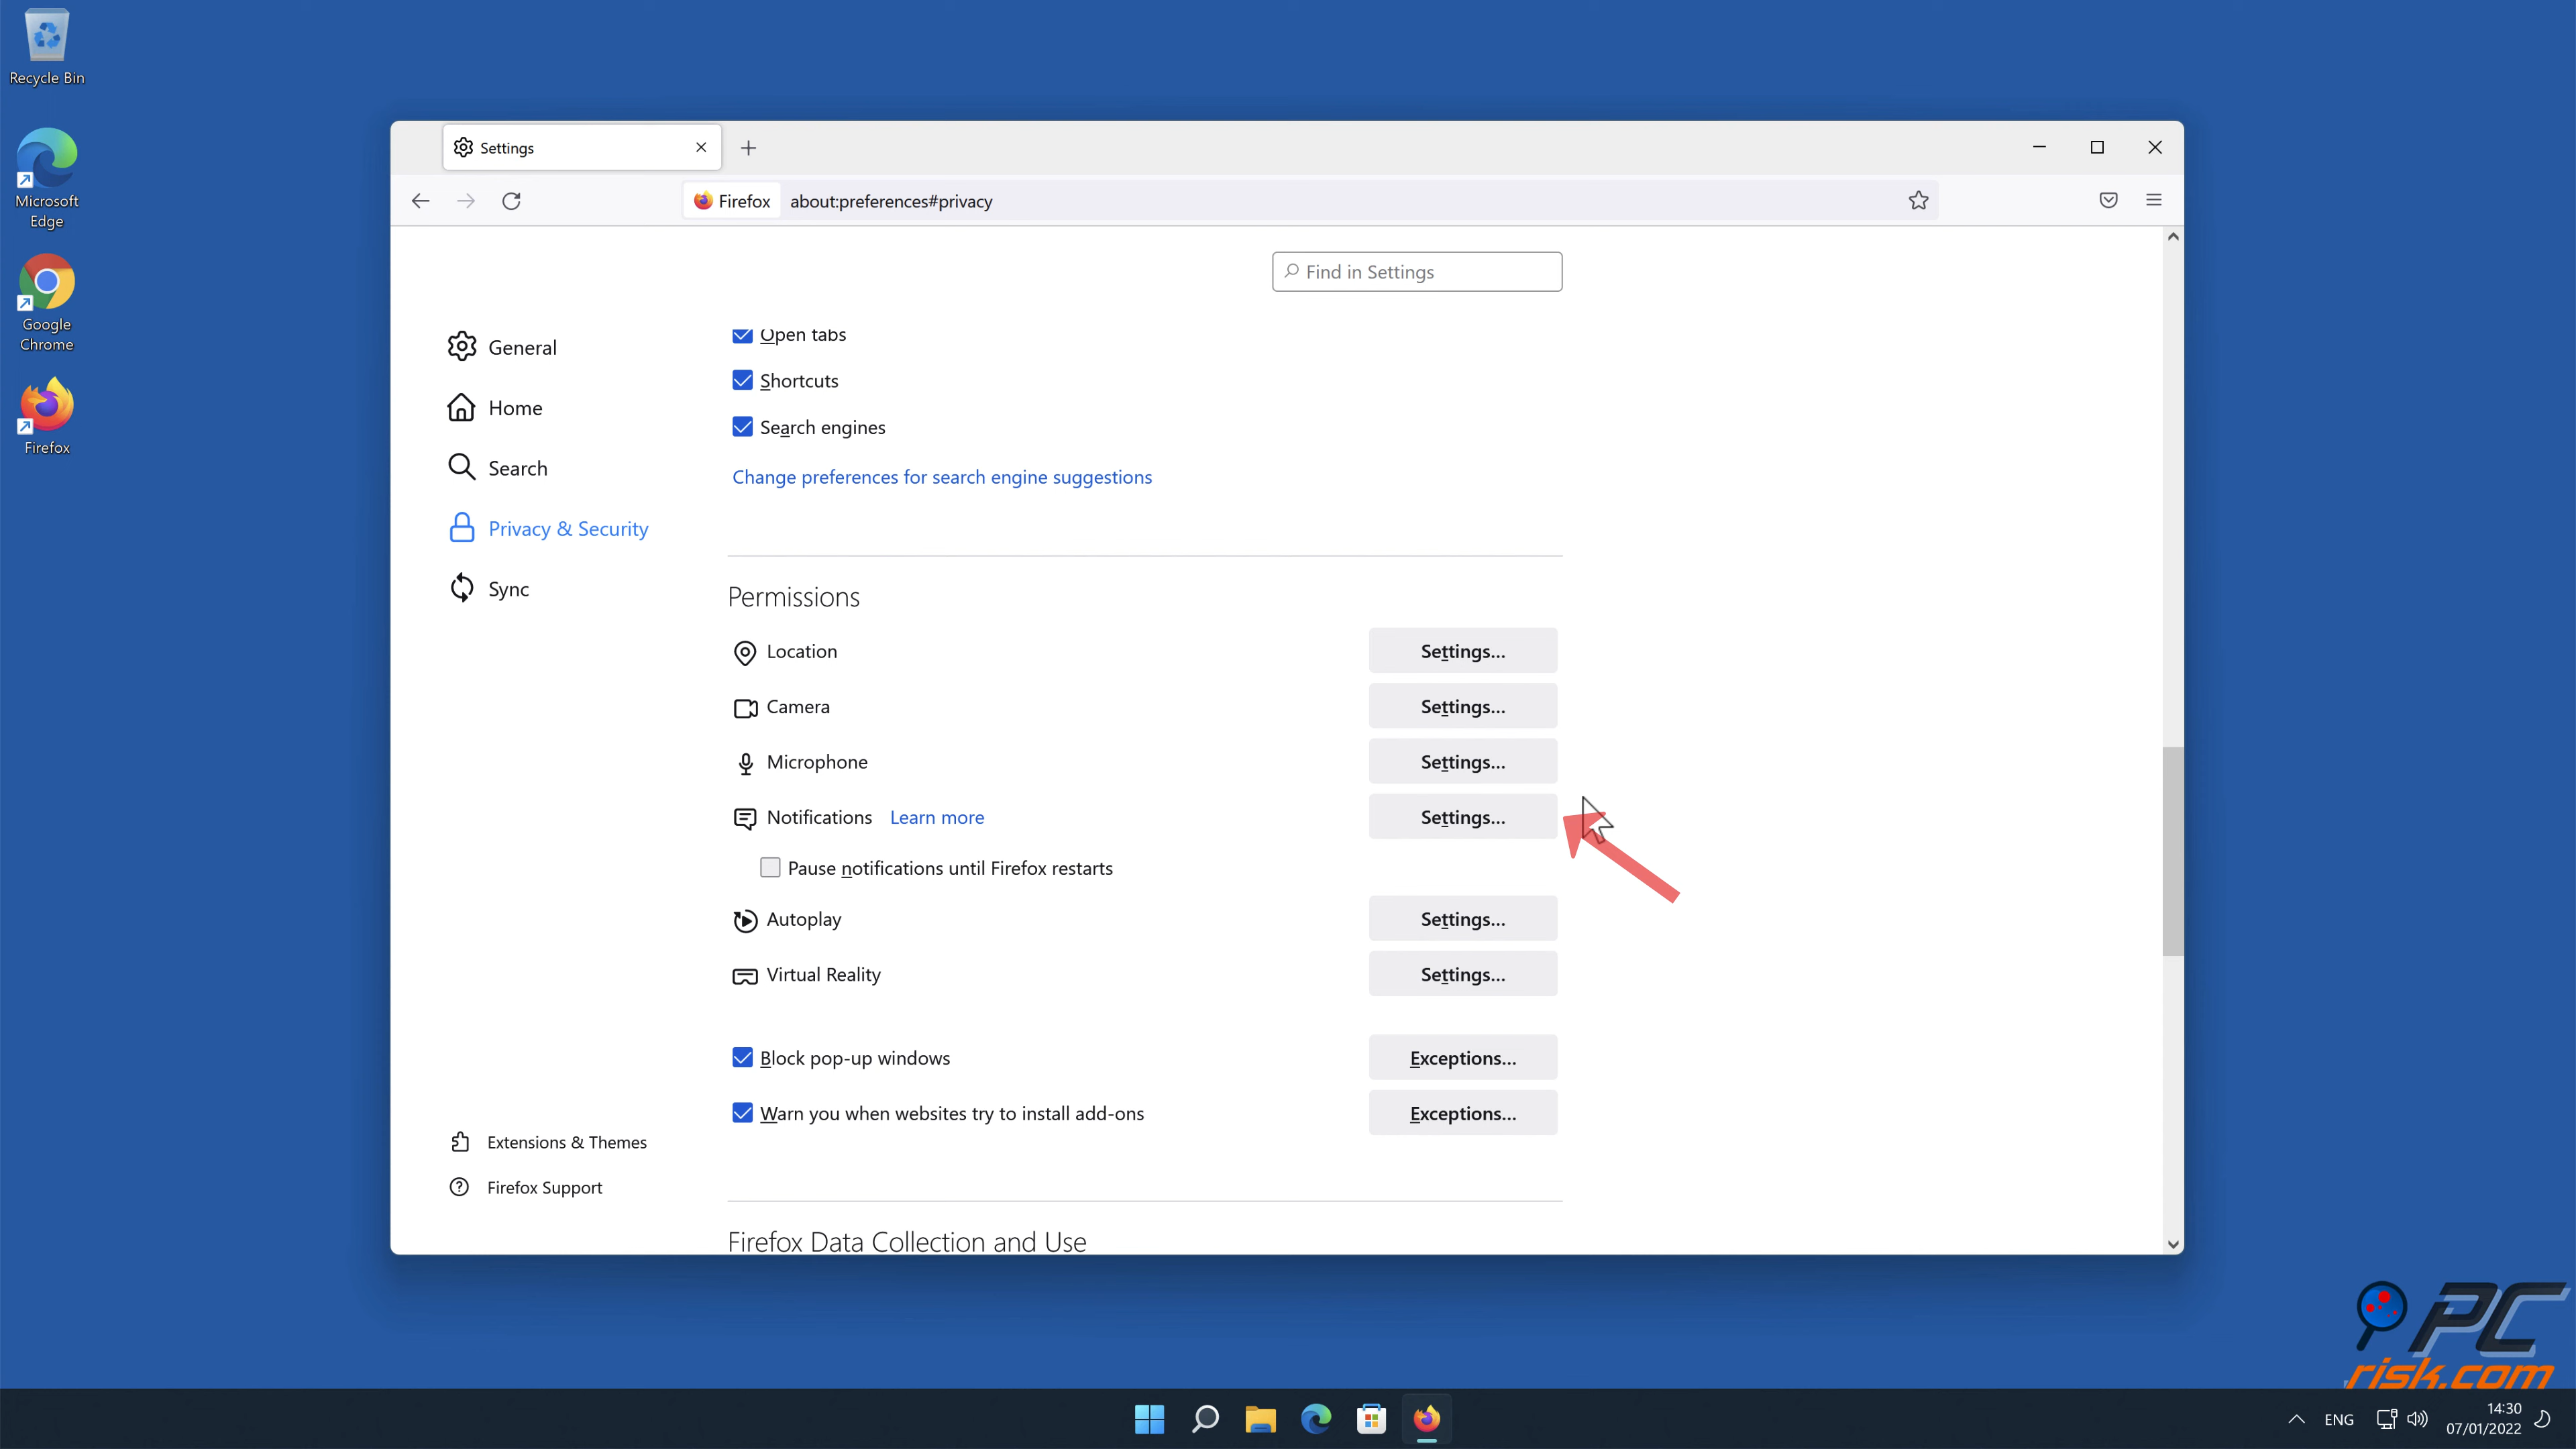 Recycle Bin
Microsoft
Edge
Google
Chrome
Firefox
Settings
Firefox
about:preferences#privacy
Find in Settings
General
Home
Search
Privacy & Security
Sync
Extensions & Themes
Firefox Support
Open tabs
Shortcuts
Search engines
Change preferences for search engine suggestions
Permissions
Location Settings...
Camera Settings...
Microphone Settings...
Notifications Learn more Settings...
Pause notifications until Firefox restarts
Autoplay Settings...
Virtual Reality Settings...
Block pop-up windows Exceptions...
Warn you when websites try to install add-ons Exceptions...
Firefox Data Collection and Use
PC
risk.com
ENG
14:30
07/01/2022